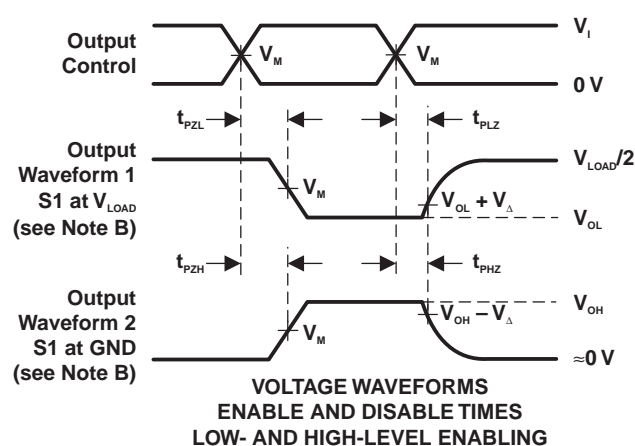 Output
Control
V_M
V_M
V_I
0 V
t_PZL
t_PLZ
Output
Waveform 1
S1 at V_LOAD
(see Note B)
V_M
V_OL + V_Δ
V_LOAD/2
V_OL
t_PZH
t_PHZ
Output
Waveform 2
S1 at GND
(see Note B)
V_M
V_OH – V_Δ
V_OH
≈0 V
VOLTAGE WAVEFORMS
ENABLE AND DISABLE TIMES
LOW- AND HIGH-LEVEL ENABLING